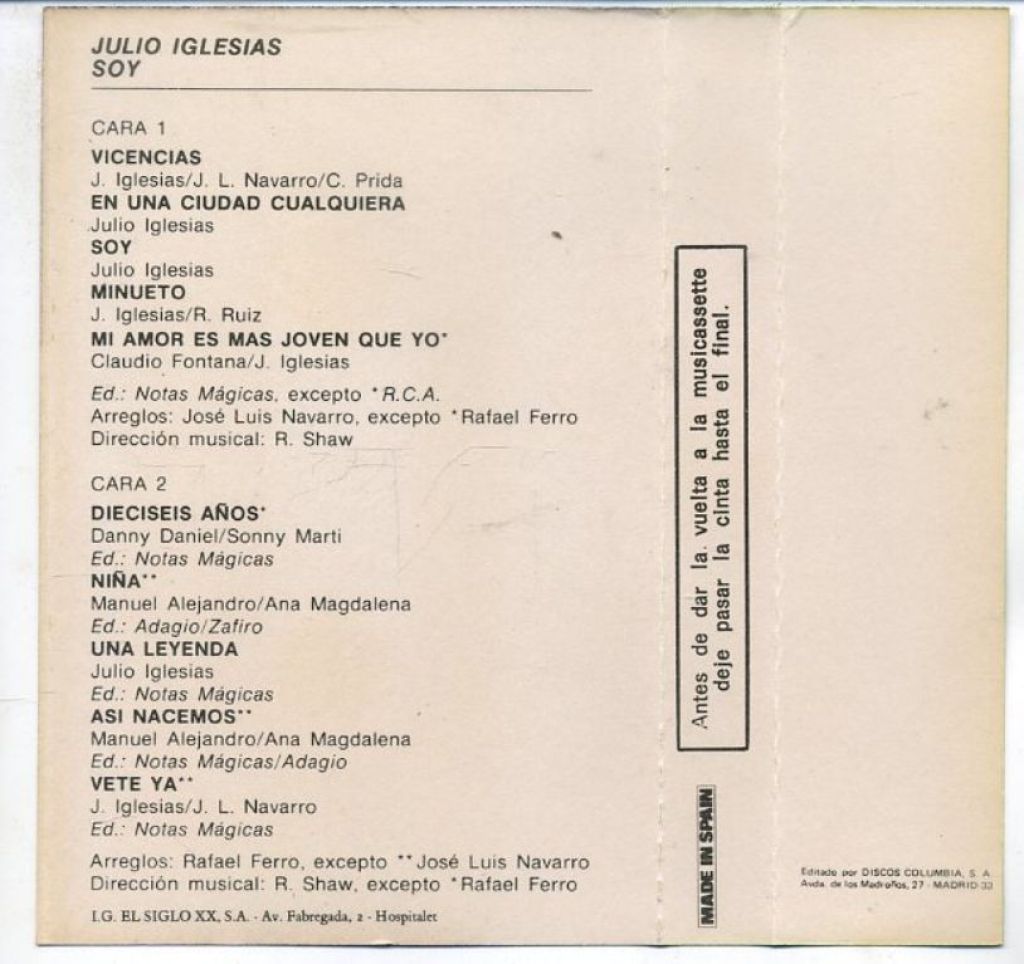 JULIO IGLESIAS
SOY
CARA 1
VICENCIAS
J. Iglesias/J. L. Navarro/C. Prida
EN UNA CIUDAD CUALQUIERA
Julio Iglesias
SOY
Julio Iglesias
MINUETO
J. Iglesias/R. Ruiz
MI AMOR ES MAS JOVEN QUE YO*
Claudio Fontana/J. Iglesias
Ed.: Notas Mágicas, excepto *R.C.A.
Arreglos: José Luis Navarro, excepto *Rafael Ferro
Dirección musical: R. Shaw
CARA 2
DIECISEIS AÑOS*
Danny Daniel/Sonny Marti
Ed.: Notas Mágicas
NIÑA**
Manuel Alejandro/Ana Magdalena
Ed.: Adagio/Zafiro
UNA LEYENDA
Julio Iglesias
Ed.: Notas Mágicas
ASI NACEMOS**
Manuel Alejandro/Ana Magdalena
Ed.: Notas Mágicas/Adagio
VETE YA**
J. Iglesias/J. L. Navarro
Ed.: Notas Mágicas
Arreglos: Rafael Ferro, excepto **José Luis Navarro
Dirección musical: R. Shaw, excepto *Rafael Ferro
I.G. EL SIGLO XX, S.A. - Av. Fabregada, 2 - Hospitalet
Antes de dar la vuelta a la musicassette
deje pasar la cinta hasta el final.
MADE IN SPAIN
Editado por DISCOS COLUMBIA, S. A.
Avda. de los Madroños, 27 - MADRID-33